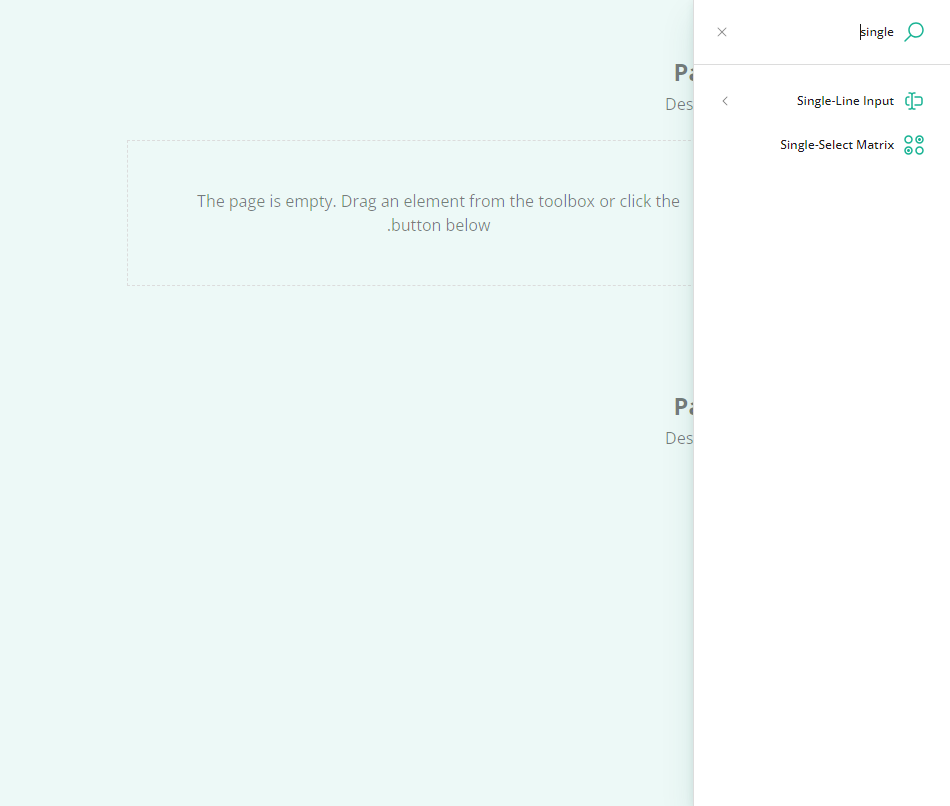 single
Single-Line Input
Single-Select Matrix
Pa
Des
The page is empty. Drag an element from the toolbox or click the
.button below
Pa
Des